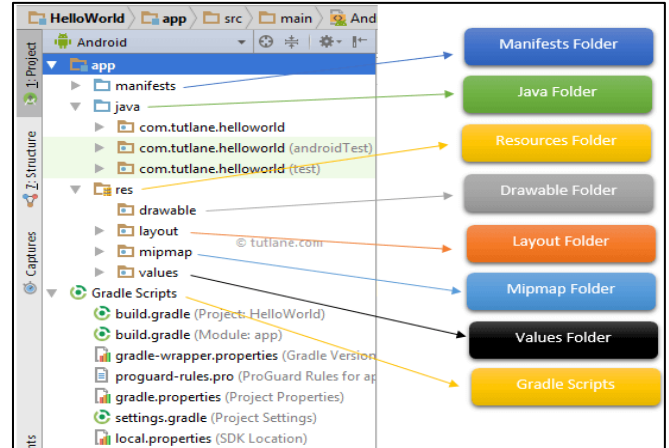 HelloWorld app src main And
Android
1: Project
app
manifests
java
com.tutlane.helloworld
com.tutlane.helloworld (androidTest)
com.tutlane.helloworld (test)
7: Structure
res
drawable
layout
© tutlane.com
mipmap
values
Captures
Gradle Scripts
build.gradle (Project: HelloWorld)
build.gradle (Module: app)
gradle-wrapper.properties (Gradle Version
proguard-rules.pro (ProGuard Rules for ap
gradle.properties (Project Properties)
settings.gradle (Project Settings)
local.properties (SDK Location)
nts
Manifests Folder
Java Folder
Resources Folder
Drawable Folder
Layout Folder
Mipmap Folder
Values Folder
Gradle Scripts